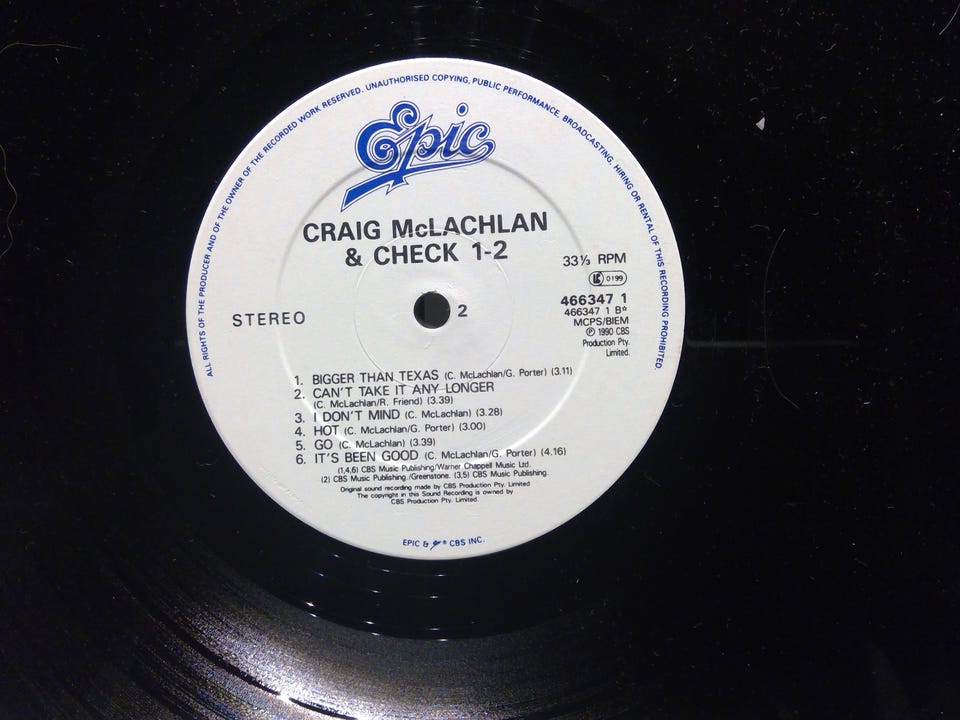 ALL RIGHTS OF THE PRODUCER AND OF THE OWNER OF THE RECORDED WORK RESERVED. UNAUTHORISED COPYING, PUBLIC PERFORMANCE, BROADCASTING, HIRING OR RENTAL OF THIS RECORDING PROHIBITED.
Epic
CRAIG McLACHLAN
& CHECK 1-2
33⅓ RPM
0199
STEREO
2
466347 1
466347 1 B*
MCPS/BIEM
℗ 1990 CBS
Production Pty.
Limited.
1. BIGGER THAN TEXAS (C. McLachlan/G. Porter) (3.11)
2. CAN'T TAKE IT ANY LONGER
(C. McLachlan/R. Friend) (3.39)
3. I DON'T MIND (C. McLachlan) (3.28)
4. HOT (C. McLachlan/G. Porter) (3.00)
5. GO (C. McLachlan) (3.39)
6. IT'S BEEN GOOD (C. McLachlan/G. Porter) (4.16)
(1,4,6) CBS Music Publishing/Warner Chappell Music Ltd.
(2) CBS Music Publishing./Greenstone. (3,5) CBS Music Publishing.
Original sound recording made by CBS Production Pty. Limited
The copyright in this Sound Recording is owned by
CBS Production Pty. Limited.
EPIC & ® CBS INC.